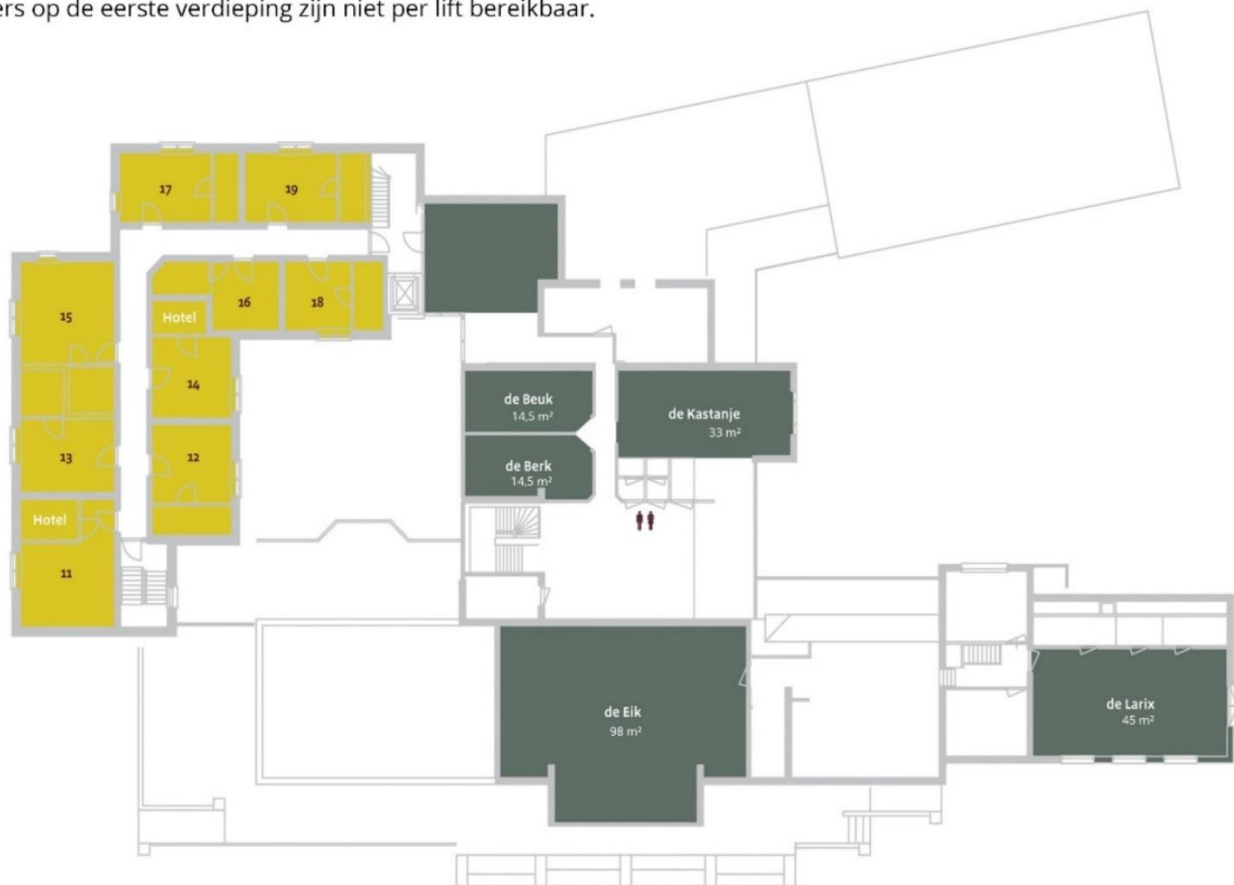 ers op de eerste verdieping zijn niet per lift bereikbaar.
17
19
15
16
18
Hotel
14
de Beuk
14,5 m²
de Kastanje
33 m²
13
12
de Berk
14,5 m²
Hotel
11
de Eik
98 m²
de Larix
45 m²